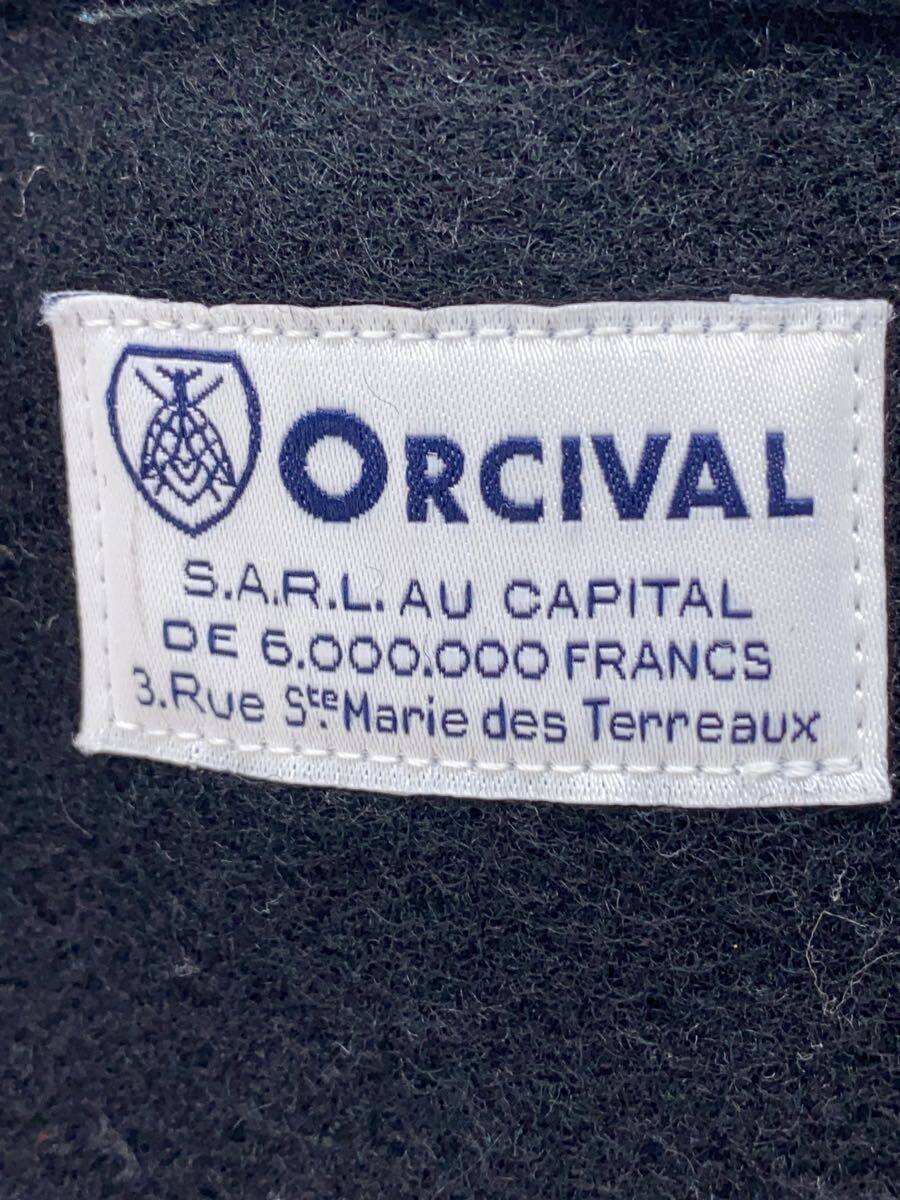 ORCIVAL
S.A.R.L. AU CAPITAL
DE 6.000.000 FRANCS
3.Rue Ste. Marie des Terreaux